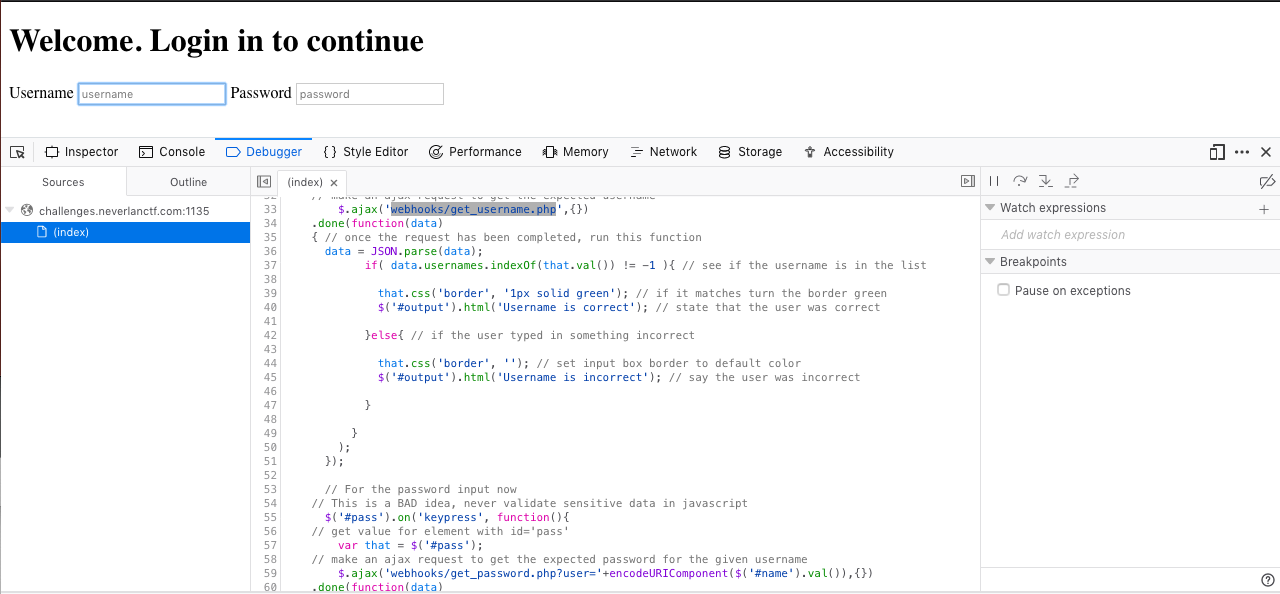 Welcome. Login in to continue
Username username Password password
Inspector Console Debugger { } Style Editor Performance Memory Network Storage Accessibility
Sources Outline (index)
challenges.neverlanctf.com:1135
(index)
32 // make an ajax request to get the expected username
33 $.ajax('webhooks/get_username.php',{})
34 .done(function(data)
35 { // once the request has been completed, run this function
36 data = JSON.parse(data);
37 if( data.usernames.indexOf(that.val()) != -1 ){ // see if the username is in the list
38
39 that.css('border', '1px solid green'); // if it matches turn the border green
40 $('#output').html('Username is correct'); // state that the user was correct
41
42 }else{ // if the user typed in something incorrect
43
44 that.css('border', ''); // set input box border to default color
45 $('#output').html('Username is incorrect'); // say the user was incorrect
46
47 }
48
49 }
50 );
51 });
52
53 // For the password input now
54 // This is a BAD idea, never validate sensitive data in javascript
55 $('#pass').on('keypress', function(){
56 // get value for element with id='pass'
57 var that = $('#pass');
58 // make an ajax request to get the expected password for the given username
59 $.ajax('webhooks/get_password.php?user='+encodeURIComponent($('#name').val()),{})
60 .done(function(data)
Watch expressions
Add watch expression
Breakpoints
Pause on exceptions